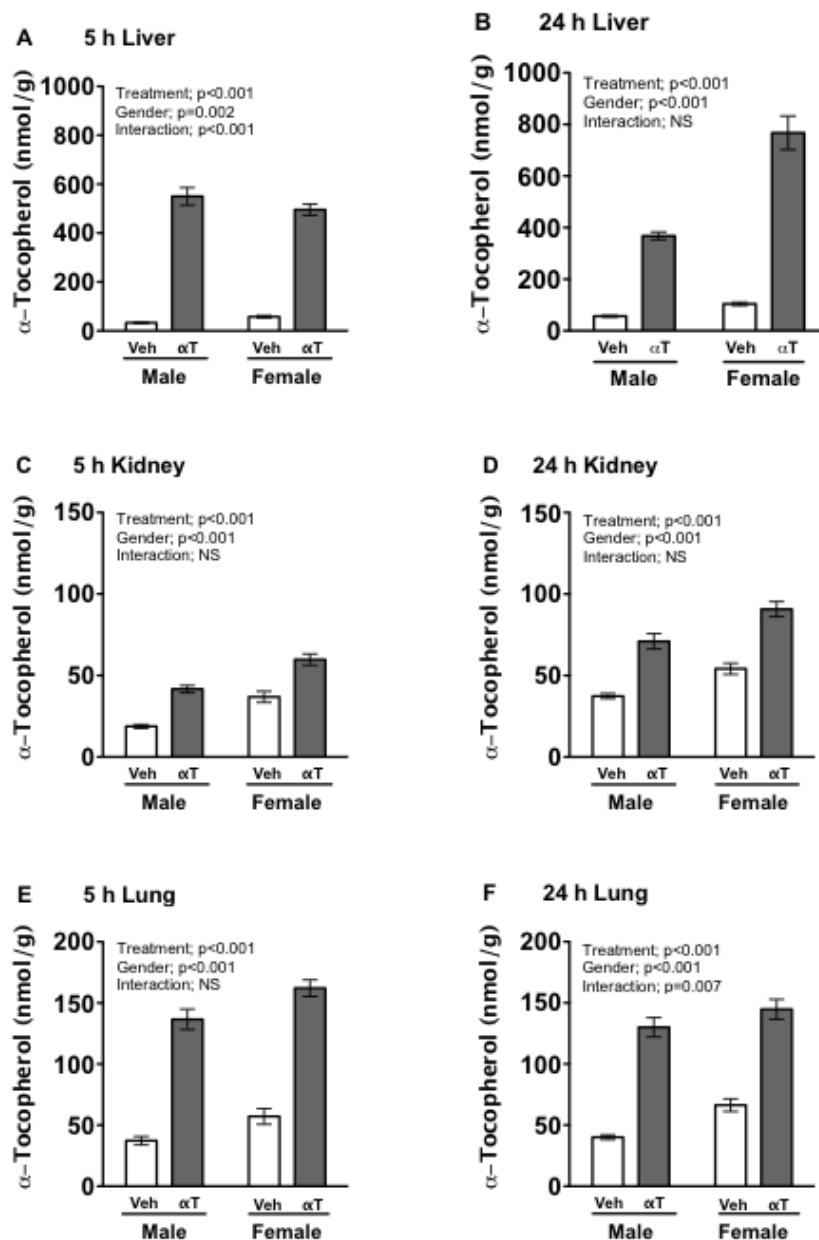 A 5 h Liver
α−Tocopherol (nmol/g)
1000
800
600
400
200
0
Treatment; p<0.001
Gender; p=0.002
Interaction; p<0.001
Veh αT Veh αT
Male Female
B 24 h Liver
α−Tocopherol (nmol/g)
1000
800
600
400
200
0
Treatment; p<0.001
Gender; p<0.001
Interaction; NS
Veh αT Veh αT
Male Female
C 5 h Kidney
α−Tocopherol (nmol/g)
150
100
50
0
Treatment; p<0.001
Gender; p<0.001
Interaction; NS
Veh αT Veh αT
Male Female
D 24 h Kidney
α−Tocopherol (nmol/g)
150
100
50
0
Treatment; p<0.001
Gender; p<0.001
Interaction; NS
Veh αT Veh αT
Male Female
E 5 h Lung
α−Tocopherol (nmol/g)
200
150
100
50
0
Treatment; p<0.001
Gender; p<0.001
Interaction; NS
Veh αT Veh αT
Male Female
F 24 h Lung
α−Tocopherol (nmol/g)
200
150
100
50
0
Treatment; p<0.001
Gender; p<0.001
Interaction; p=0.007
Veh αT Veh αT
Male Female